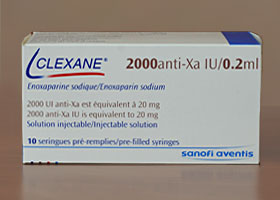 CLEXANE® 2000anti-Xa IU/0.2ml
Enoxaparine sodique/Enoxaparin sodium
2000 UI anti-Xa est équivalent à 20 mg
2000 anti-Xa IU is equivalent to 20 mg
Solution injectable/Injectable solution
10 seringues pré-remplies/pre-filled syringes
sanofi aventis